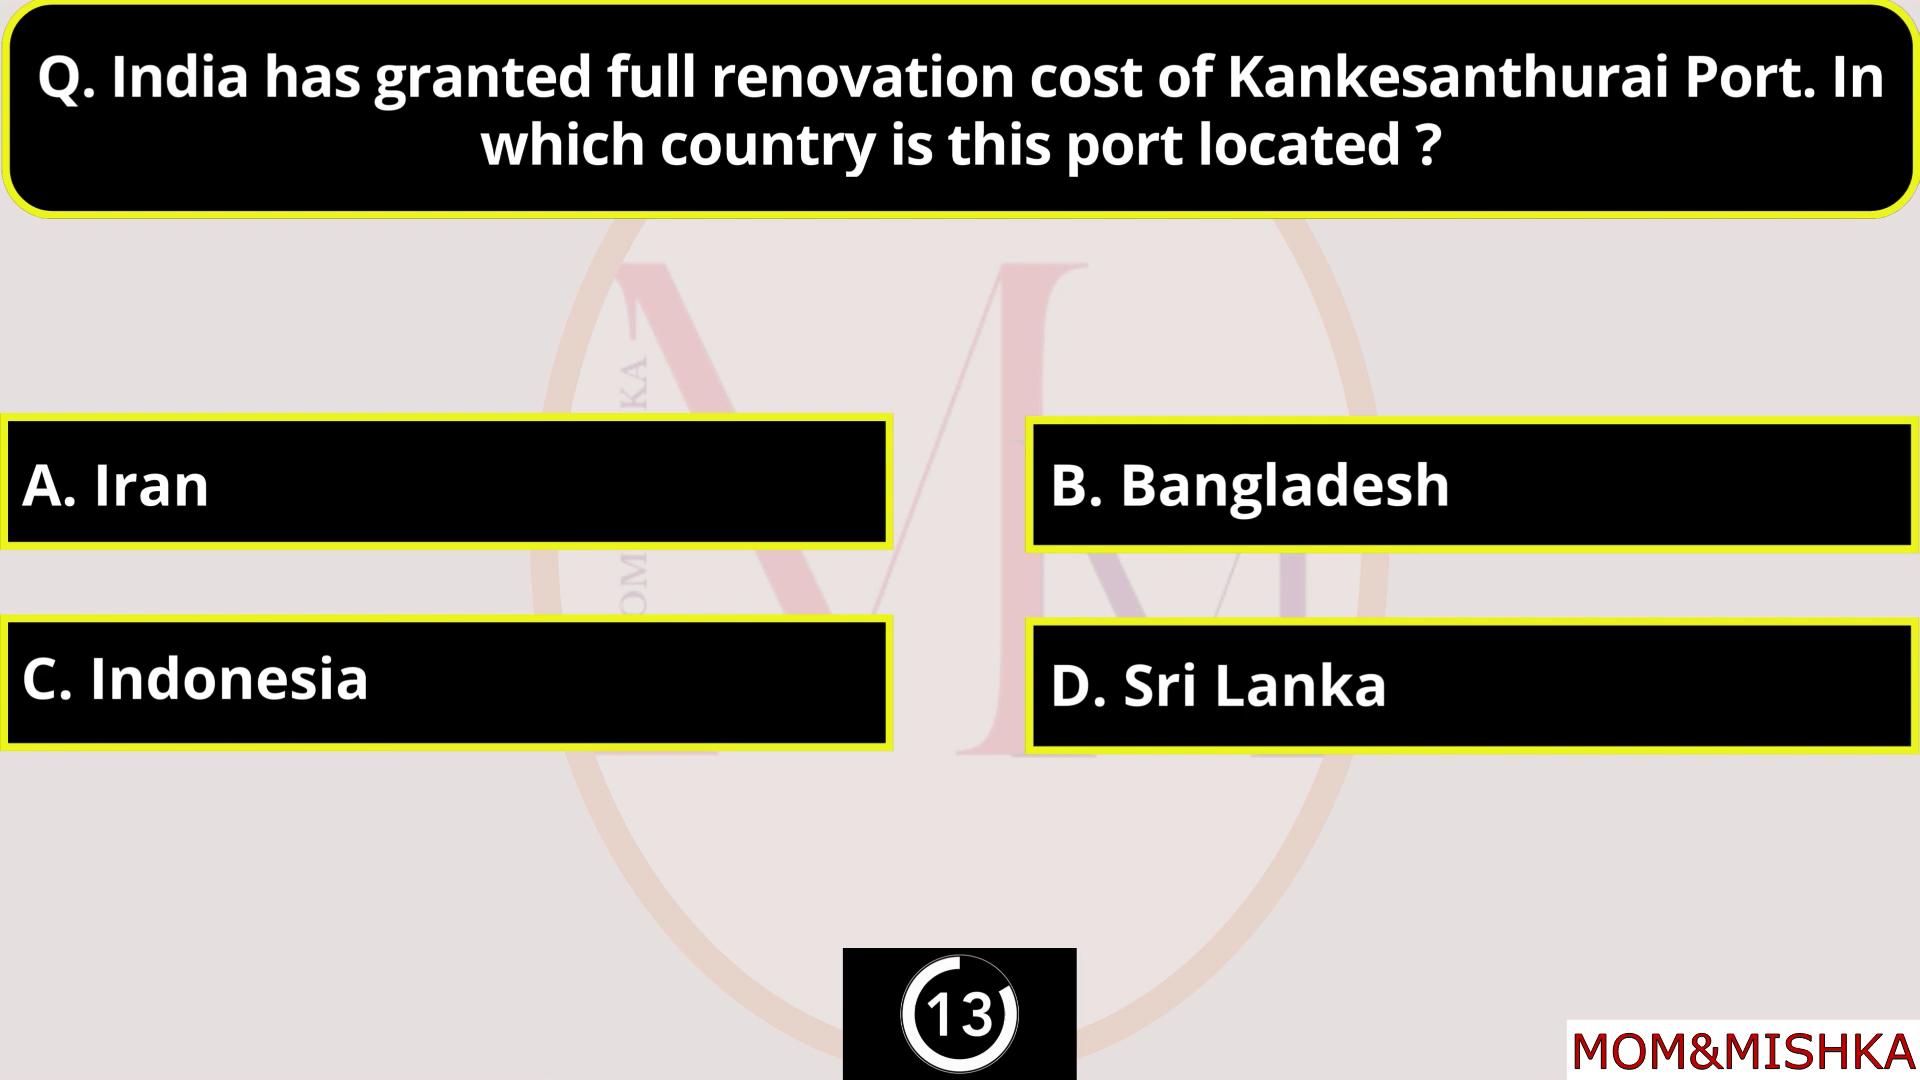 Q. India has granted full renovation cost of Kankesanthurai Port. In
which country is this port located ?
A. Iran
B. Bangladesh
C. Indonesia
D. Sri Lanka
13
MOM&MISHKA